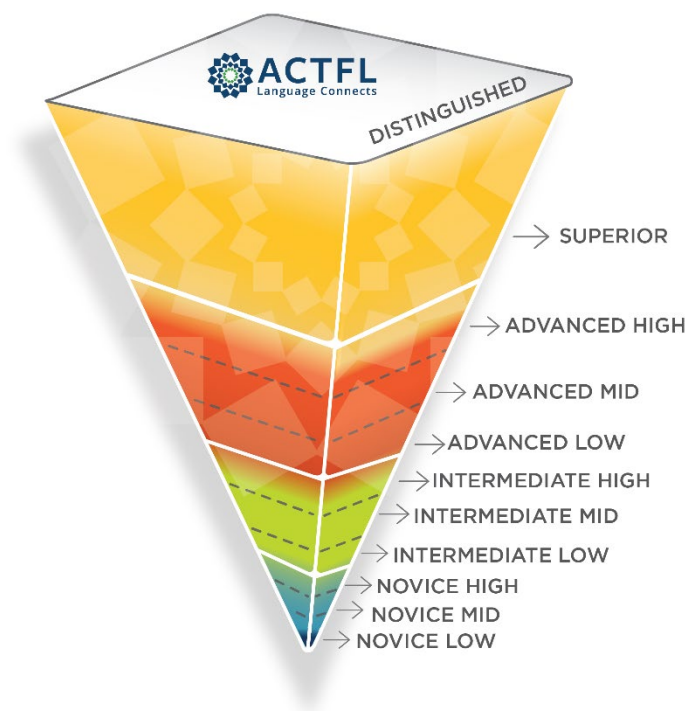 ACTFL
Language Connects
DISTINGUISHED
SUPERIOR
ADVANCED HIGH
ADVANCED MID
ADVANCED LOW
INTERMEDIATE HIGH
INTERMEDIATE MID
INTERMEDIATE LOW
NOVICE HIGH
NOVICE MID
NOVICE LOW